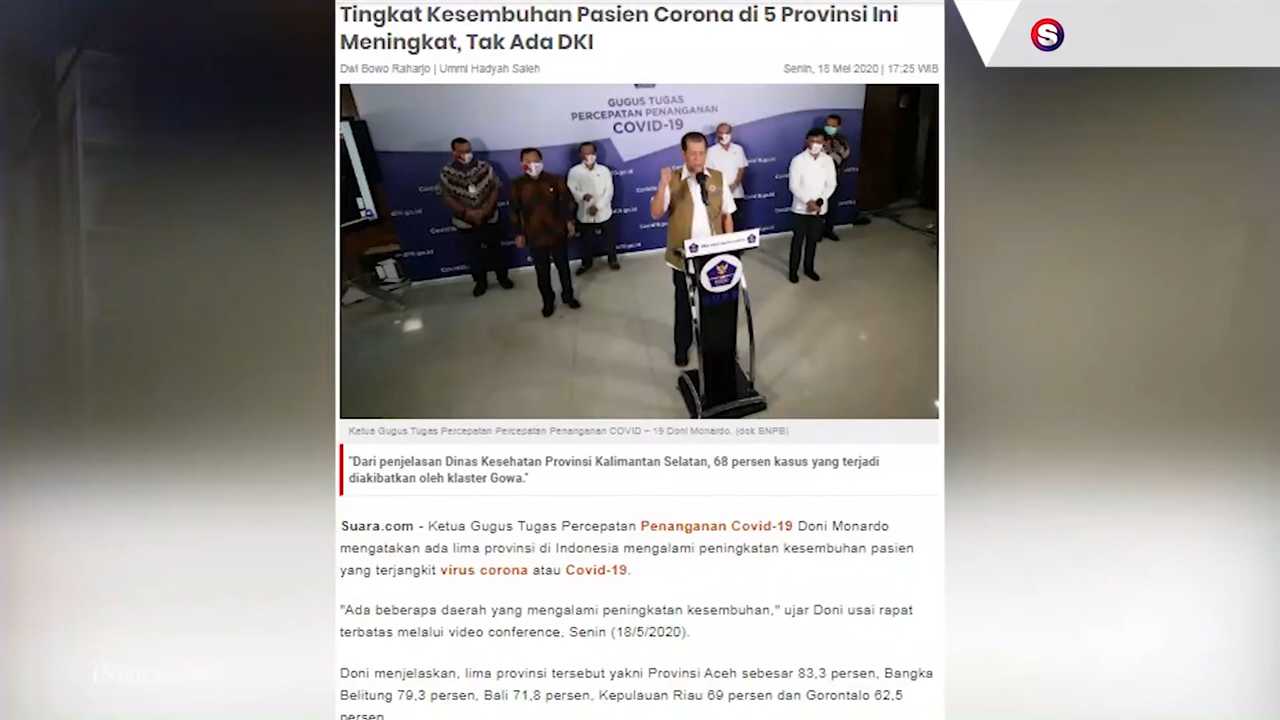 Tingkat Kesembuhan Pasien Corona di 5 Provinsi Ini
Meningkat, Tak Ada DKI
Dwi Bowo Raharjo | Ummi Hadyah Saleh
Senin, 18 Mei 2020 | 17:25 WIB
S
GUGUS TUGAS
PERCEPATAN PENANGANAN
COVID-19
Ketua Gugus Tugas Percepatan Percepatan Penanganan COVID – 19 Doni Monardo. (dok BNPB)
"Dari penjelasan Dinas Kesehatan Provinsi Kalimantan Selatan, 68 persen kasus yang terjadi
diakibatkan oleh klaster Gowa."
Suara.com - Ketua Gugus Tugas Percepatan Penanganan Covid-19 Doni Monardo
mengatakan ada lima provinsi di Indonesia mengalami peningkatan kesembuhan pasien
yang terjangkit virus corona atau Covid-19.
"Ada beberapa daerah yang mengalami peningkatan kesembuhan," ujar Doni usai rapat
terbatas melalui video conference, Senin (18/5/2020).
Doni menjelaskan, lima provinsi tersebut yakni Provinsi Aceh sebesar 83,3 persen, Bangka
Belitung 79,3 persen, Bali 71,8 persen, Kepulauan Riau 69 persen dan Gorontalo 62,5
persen